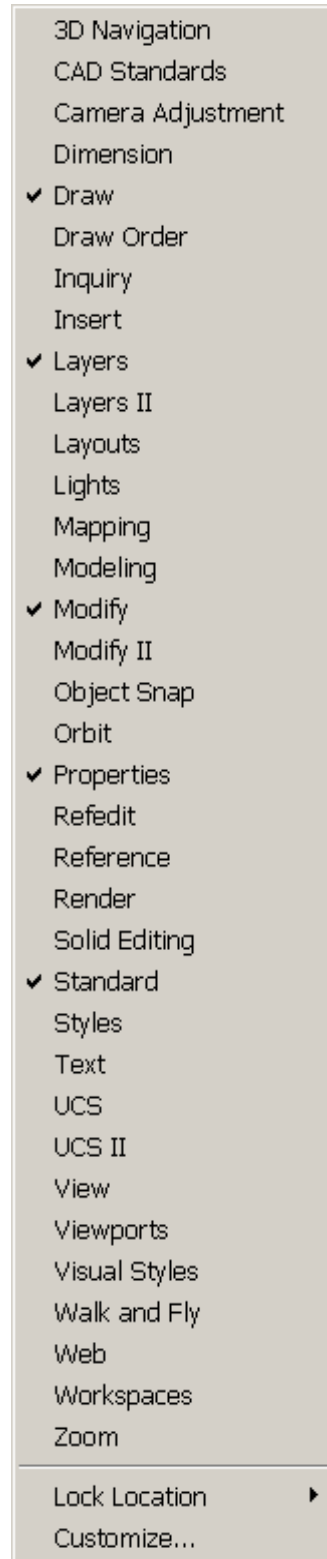 3D Navigation
CAD Standards
Camera Adjustment
Dimension
Draw
Draw Order
Inquiry
Insert
Layers
Layers II
Layouts
Lights
Mapping
Modeling
Modify
Modify II
Object Snap
Orbit
Properties
Refedit
Reference
Render
Solid Editing
Standard
Styles
Text
UCS
UCS II
View
Viewports
Visual Styles
Walk and Fly
Web
Workspaces
Zoom
Lock Location
Customize...